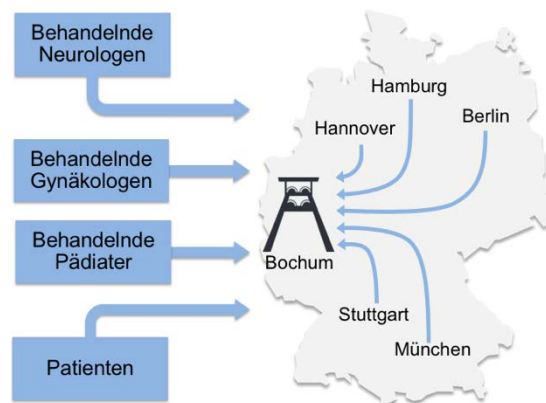 Behandelnde
Neurologen
Behandelnde
Gynäkologen
Behandelnde
Pädiater
Patienten
Hamburg
Hannover
Berlin
Bochum
Stuttgart
München